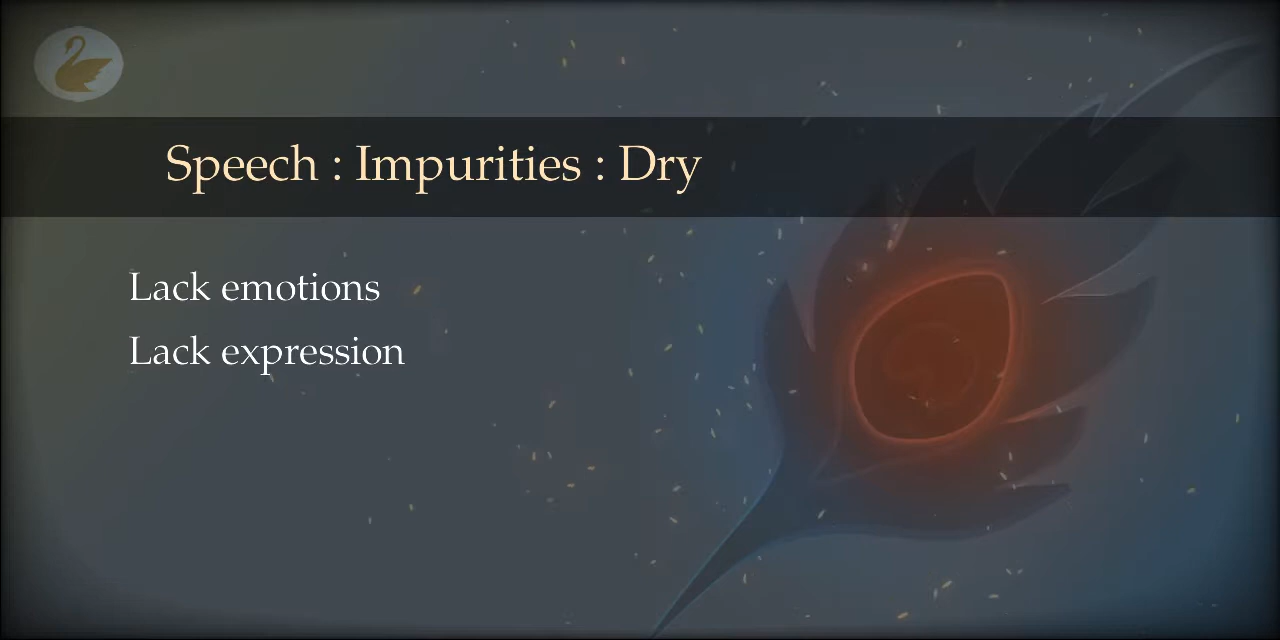 Speech : Impurities : Dry
Lack emotions
Lack expression